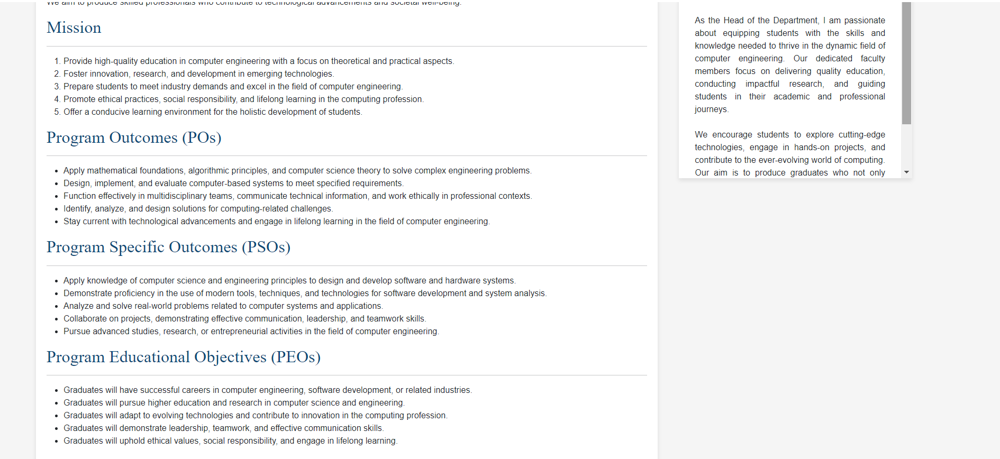 We aim to produce skilled professionals who contribute to technological advancements and societal well-being.
Mission
1. Provide high-quality education in computer engineering with a focus on theoretical and practical aspects.
2. Foster innovation, research, and development in emerging technologies.
3. Prepare students to meet industry demands and excel in the field of computer engineering.
4. Promote ethical practices, social responsibility, and lifelong learning in the computing profession.
5. Offer a conducive learning environment for the holistic development of students.
Program Outcomes (POs)
• Apply mathematical foundations, algorithmic principles, and computer science theory to solve complex engineering problems.
• Design, implement, and evaluate computer-based systems to meet specified requirements.
• Function effectively in multidisciplinary teams, communicate technical information, and work ethically in professional contexts.
• Identify, analyze, and design solutions for computing-related challenges.
• Stay current with technological advancements and engage in lifelong learning in the field of computer engineering.
Program Specific Outcomes (PSOs)
• Apply knowledge of computer science and engineering principles to design and develop software and hardware systems.
• Demonstrate proficiency in the use of modern tools, techniques, and technologies for software development and system analysis.
• Analyze and solve real-world problems related to computer systems and applications.
• Collaborate on projects, demonstrating effective communication, leadership, and teamwork skills.
• Pursue advanced studies, research, or entrepreneurial activities in the field of computer engineering.
Program Educational Objectives (PEOs)
• Graduates will have successful careers in computer engineering, software development, or related industries.
• Graduates will pursue higher education and research in computer science and engineering.
• Graduates will adapt to evolving technologies and contribute to innovation in the computing profession.
• Graduates will demonstrate leadership, teamwork, and effective communication skills.
• Graduates will uphold ethical values, social responsibility, and engage in lifelong learning.
As the Head of the Department, I am passionate
about equipping students with the skills and
knowledge needed to thrive in the dynamic field of
computer engineering. Our dedicated faculty
members focus on delivering quality education,
conducting impactful research, and guiding
students in their academic and professional
journeys.
We encourage students to explore cutting-edge
technologies, engage in hands-on projects, and
contribute to the ever-evolving world of computing.
Our aim is to produce graduates who not only